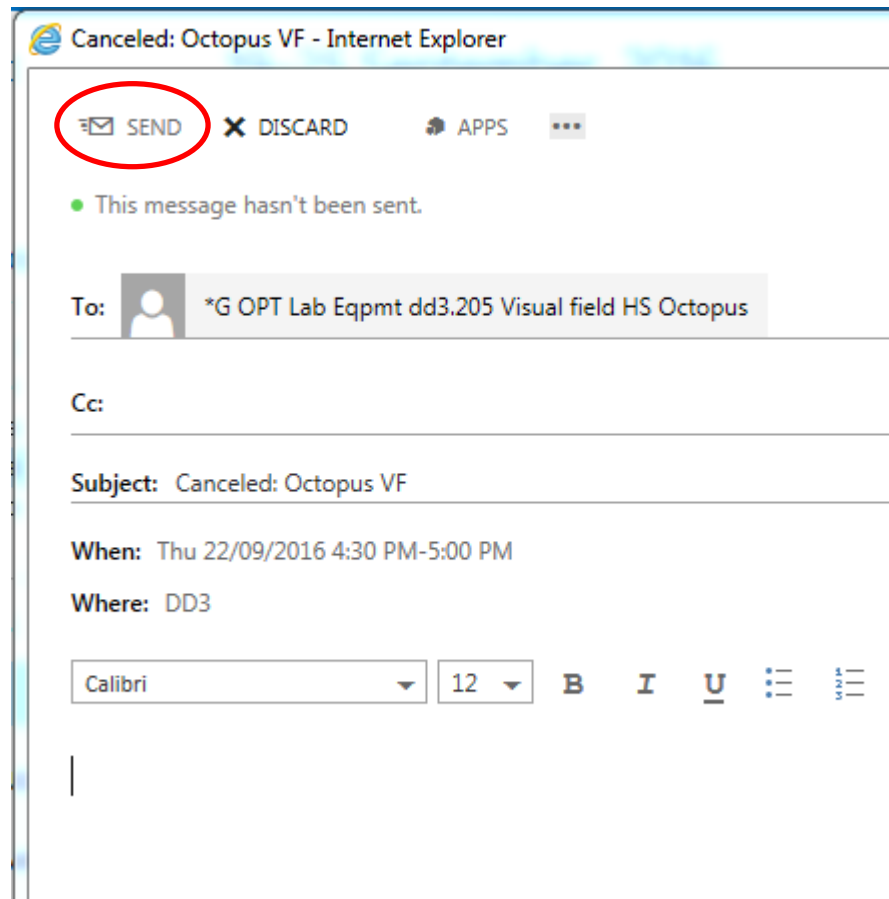 Canceled: Octopus VF - Internet Explorer
SEND DISCARD APPS •••
This message hasn't been sent.
To: *G OPT Lab Eqpmt dd3.205 Visual field HS Octopus
Cc:
Subject: Canceled: Octopus VF
When: Thu 22/09/2016 4:30 PM-5:00 PM
Where: DD3
Calibri 12 B I U